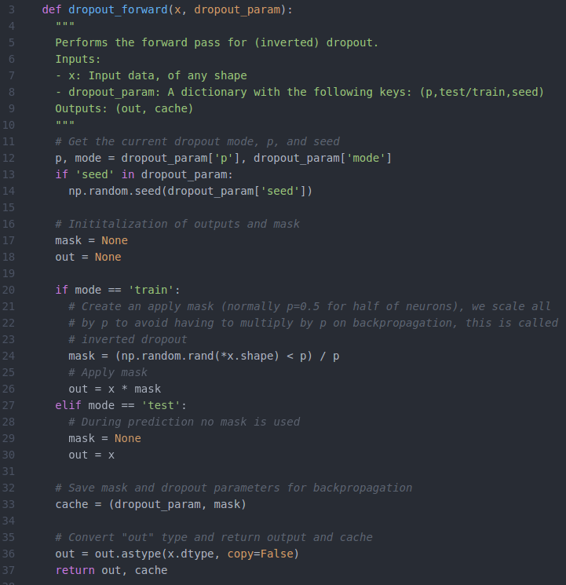 3 def dropout_forward(x, dropout_param):
4 """
5 Performs the forward pass for (inverted) dropout.
6 Inputs:
7 - x: Input data, of any shape
8 - dropout_param: A dictionary with the following keys: (p,test/train,seed)
9 Outputs: (out, cache)
10 """
11 # Get the current dropout mode, p, and seed
12 p, mode = dropout_param['p'], dropout_param['mode']
13 if 'seed' in dropout_param:
14 np.random.seed(dropout_param['seed'])
15
16 # Inititalization of outputs and mask
17 mask = None
18 out = None
19
20 if mode == 'train':
21 # Create an apply mask (normally p=0.5 for half of neurons), we scale all
22 # by p to avoid having to multiply by p on backpropagation, this is called
23 # inverted dropout
24 mask = (np.random.rand(*x.shape) < p) / p
25 # Apply mask
26 out = x * mask
27 elif mode == 'test':
28 # During prediction no mask is used
29 mask = None
30 out = x
31
32 # Save mask and dropout parameters for backpropagation
33 cache = (dropout_param, mask)
34
35 # Convert "out" type and return output and cache
36 out = out.astype(x.dtype, copy=False)
37 return out, cache